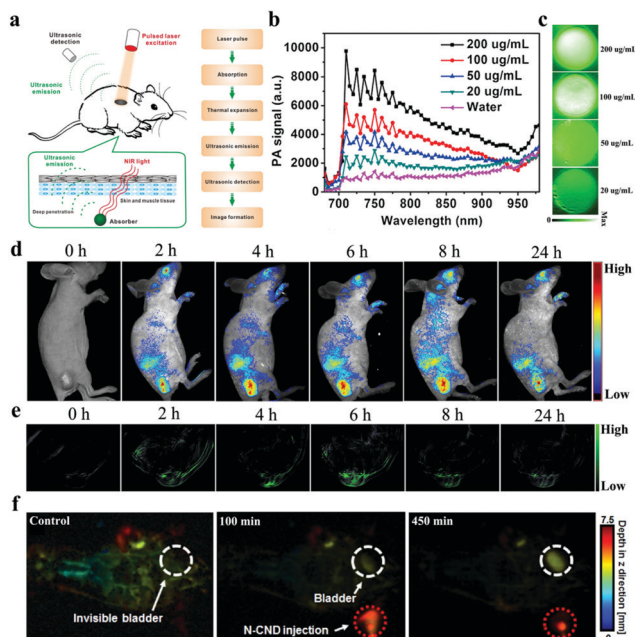 a
Ultrasonic
detection
Pulsed laser
excitation
Ultrasonic
emission
Ultrasonic
emission
NIR light
Skin and muscle tissue
Deep penetration
Absorber
Laser pulse
Absorption
Thermal expansion
Ultrasonic emission
Ultrasonic detection
Image formation
b
PA signal (a.u.)
10000
8000
6000
4000
2000
0
200 ug/mL
100 ug/mL
50 ug/mL
20 ug/mL
Water
700 750 800 850 900 950
Wavelength (nm)
c
200 ug/mL
100 ug/mL
50 ug/mL
20 ug/mL
0
Max
d
0 h 2 h 4 h 6 h 8 h 24 h
High
Low
e
0 h 2 h 4 h 6 h 8 h 24 h
High
Low
f
Control
100 min
450 min
Invisible bladder
Bladder
N-CND injection
7.5
Depth in z direction [mm]
0